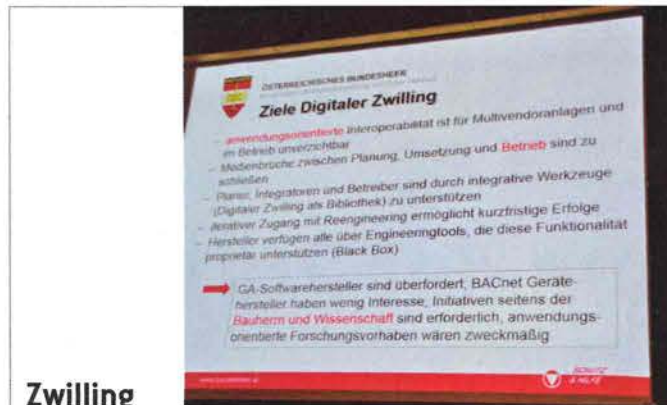 ÖSTERREICHISCHES BUNDESHEER
Ziele Digitaler Zwilling
– anwendungsorientierte Interoperabilität ist für Multivendoranlagen und
im Betrieb unverzichtbar
– Medienbrüche zwischen Planung, Umsetzung und Betrieb sind zu
schließen
– Planer, Integratoren und Betreiber sind durch integrative Werkzeuge
(Digitaler Zwilling als Bibliothek) zu unterstützen
– iterativer Zugang mit Reengineering ermöglicht kurzfristige Erfolge
– Hersteller verfügen alle über Engineeringtools, die diese Funktionalität
proprietär unterstützen (Black Box)
GA-Softwarehersteller sind überfordert, BACnet Geräte-
hersteller haben wenig Interesse, Initiativen seitens der
Bauherrn und Wissenschaft sind erforderlich, anwendungs-
orientierte Forschungsvorhaben wären zweckmäßig
SCHUTZ
& HILFE
Zwilling